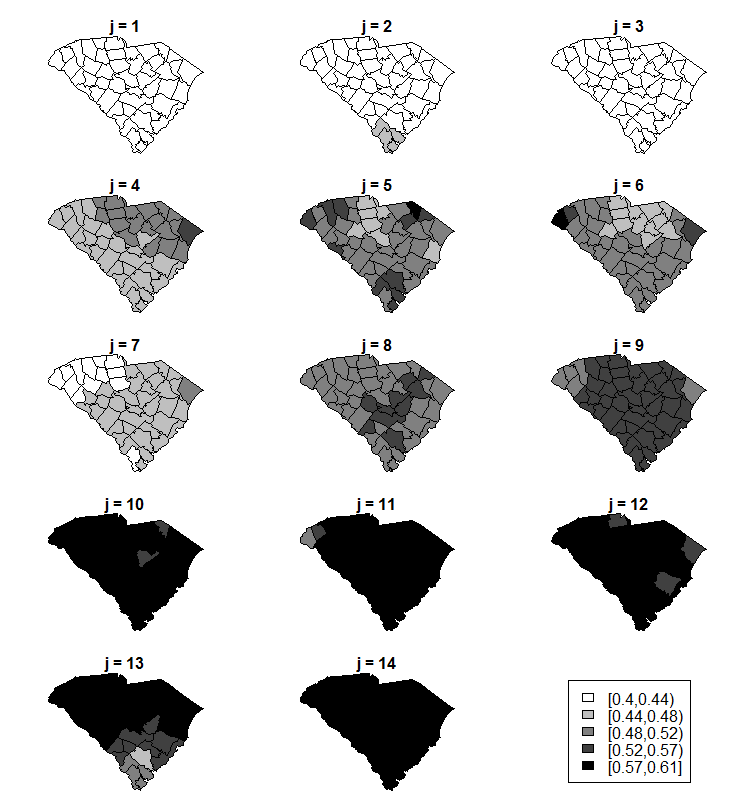 j = 1
j = 2
j = 3
j = 4
j = 5
j = 6
j = 7
j = 8
j = 9
j = 10
j = 11
j = 12
j = 13
j = 14
[0.4,0.44)
[0.44,0.48)
[0.48,0.52)
[0.52,0.57)
[0.57,0.61]